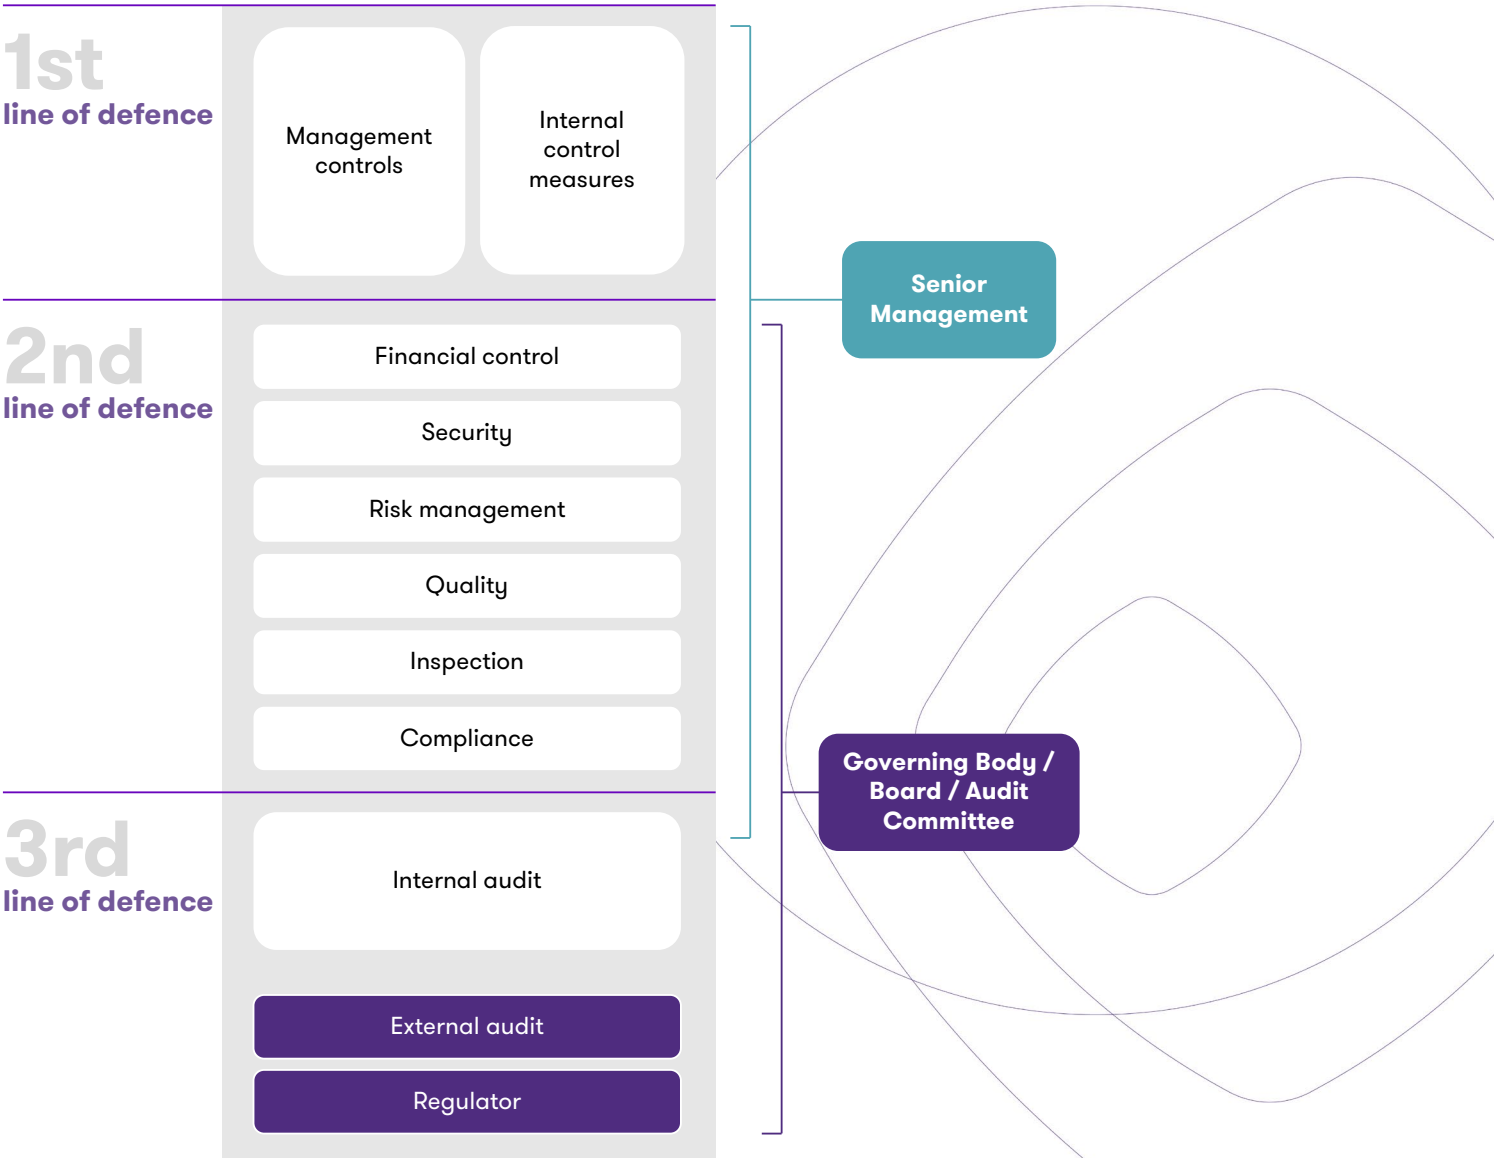 1st
line of defence
Management
controls
Internal
control
measures
Senior
Management
2nd
line of defence
Financial control
Security
Risk management
Quality
Inspection
Compliance
Governing Body /
Board / Audit
Committee
3rd
line of defence
Internal audit
External audit
Regulator